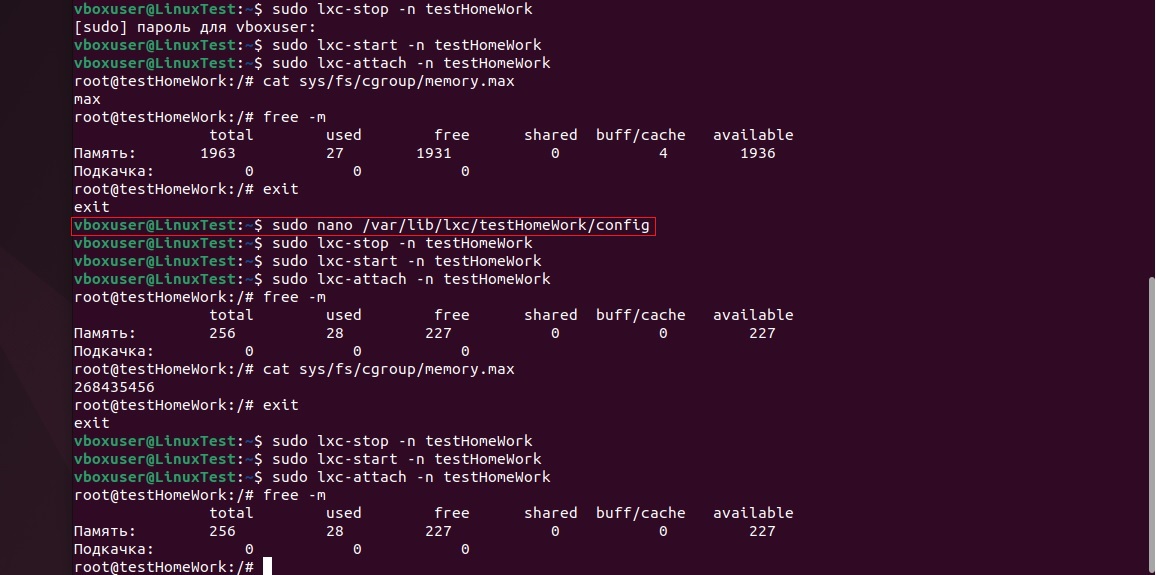 vboxuser@LinuxTest:~$ sudo lxc-stop -n testHomeWork
[sudo] пароль для vboxuser:
vboxuser@LinuxTest:~$ sudo lxc-start -n testHomeWork
vboxuser@LinuxTest:~$ sudo lxc-attach -n testHomeWork
root@testHomeWork:/# cat sys/fs/cgroup/memory.max
max
root@testHomeWork:/# free -m
               total        used        free      shared  buff/cache   available
Память:       1963          27        1931           0           4        1936
Подкачка:          0           0           0
root@testHomeWork:/# exit
exit
vboxuser@LinuxTest:~$ sudo nano /var/lib/lxc/testHomeWork/config
vboxuser@LinuxTest:~$ sudo lxc-stop -n testHomeWork
vboxuser@LinuxTest:~$ sudo lxc-start -n testHomeWork
vboxuser@LinuxTest:~$ sudo lxc-attach -n testHomeWork
root@testHomeWork:/# free -m
               total        used        free      shared  buff/cache   available
Память:        256          28         227           0           0         227
Подкачка:          0           0           0
root@testHomeWork:/# cat sys/fs/cgroup/memory.max
268435456
root@testHomeWork:/# exit
exit
vboxuser@LinuxTest:~$ sudo lxc-stop -n testHomeWork
vboxuser@LinuxTest:~$ sudo lxc-start -n testHomeWork
vboxuser@LinuxTest:~$ sudo lxc-attach -n testHomeWork
root@testHomeWork:/# free -m
               total        used        free      shared  buff/cache   available
Память:        256          28         227           0           0         227
Подкачка:          0           0           0
root@testHomeWork:/#